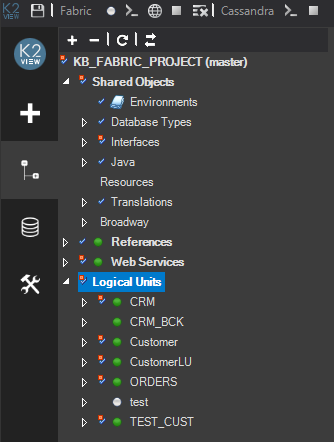 K2
VIEW
Fabric
Cassandra
K2
VIEW
KB_FABRIC_PROJECT (master)
Shared Objects
Environments
Database Types
Interfaces
Java
Resources
Translations
Broadway
References
Web Services
Logical Units
CRM
CRM_BCK
Customer
CustomerLU
ORDERS
test
TEST_CUST